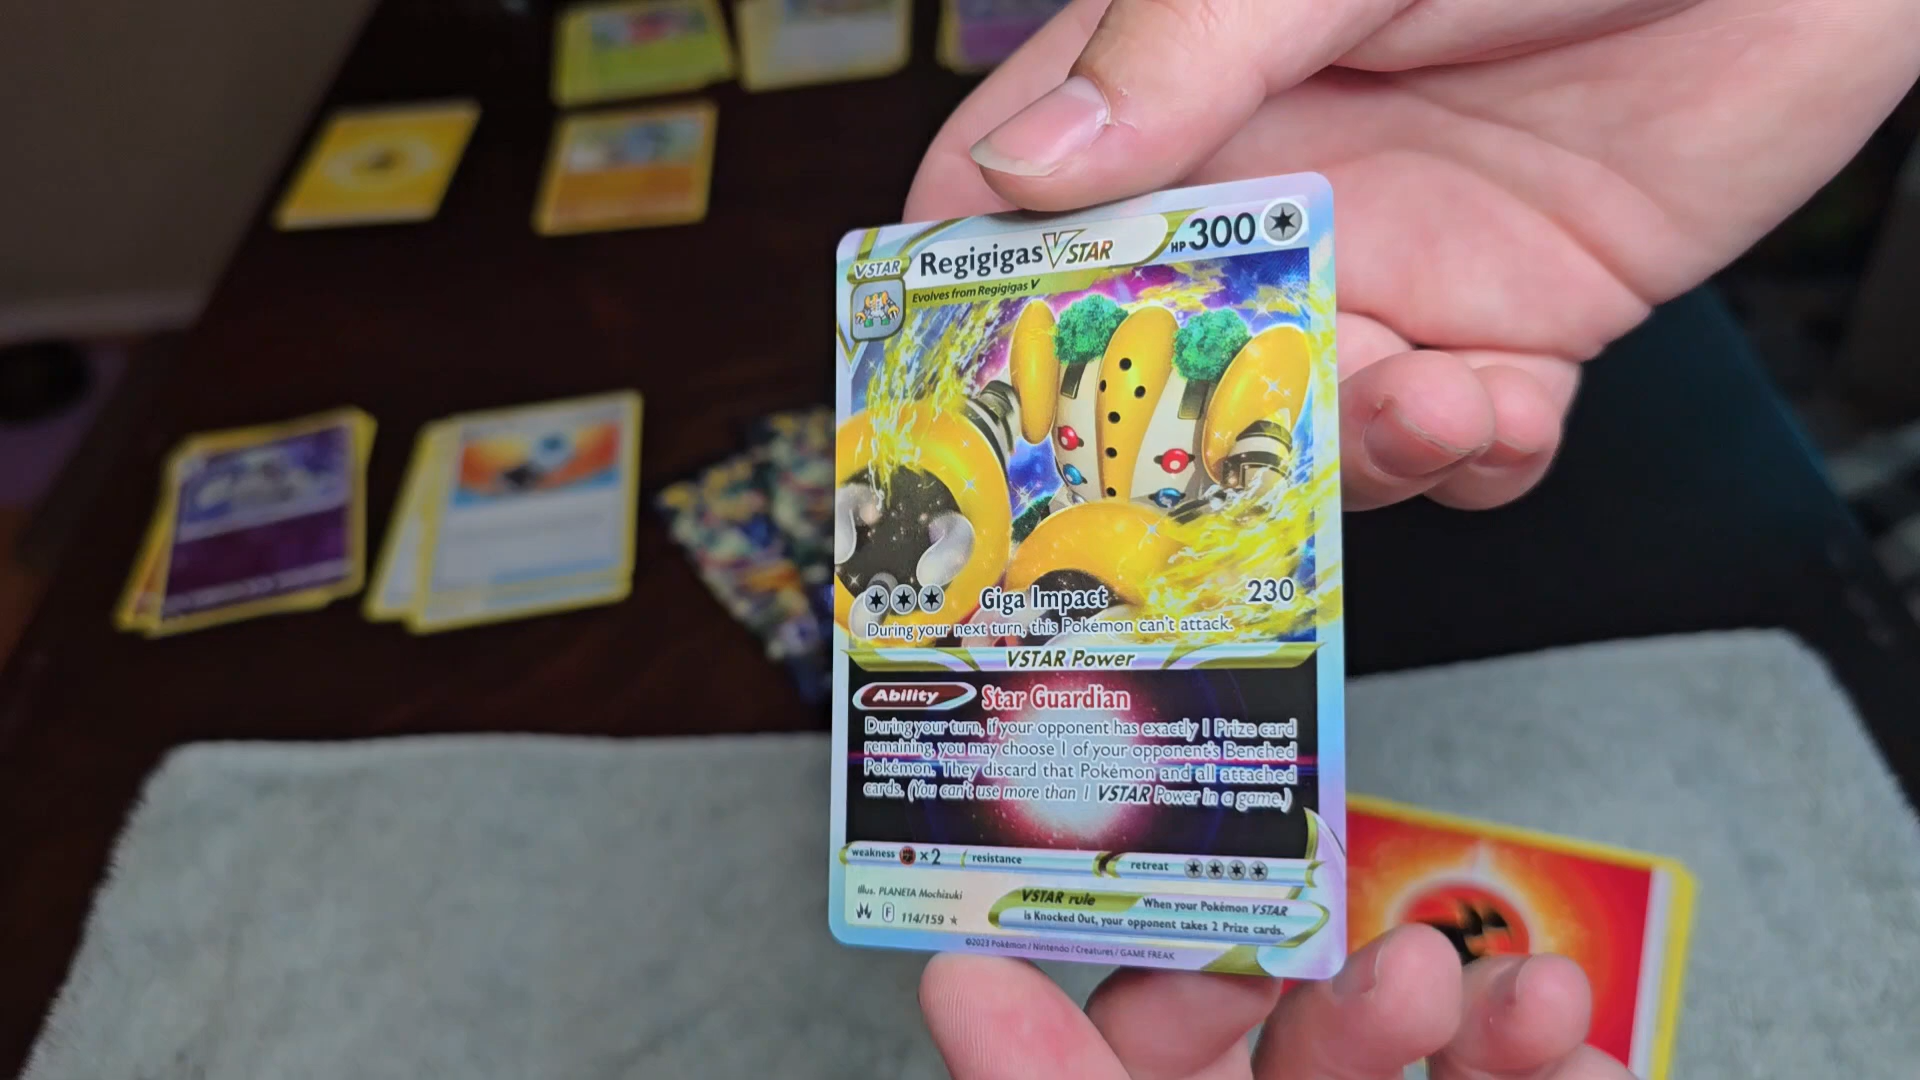 VSTAR Regigigas VSTAR HP 300
Evolves from Regigigas V
Giga Impact 230
During your next turn, this Pokémon can't attack.
VSTAR Power
Ability Star Guardian
During your turn, if your opponent has exactly 1 Prize card
remaining, you may choose 1 of your opponent's Benched
Pokémon. They discard that Pokémon and all attached
cards. (You can't use more than 1 VSTAR Power in a game.)
weakness ×2 resistance retreat
Illus. PLANETA Mochizuki
F 114/159
VSTAR rule When your Pokémon VSTAR
is Knocked Out, your opponent takes 2 Prize cards.
©2023 Pokémon / Nintendo / Creatures / GAME FREAK